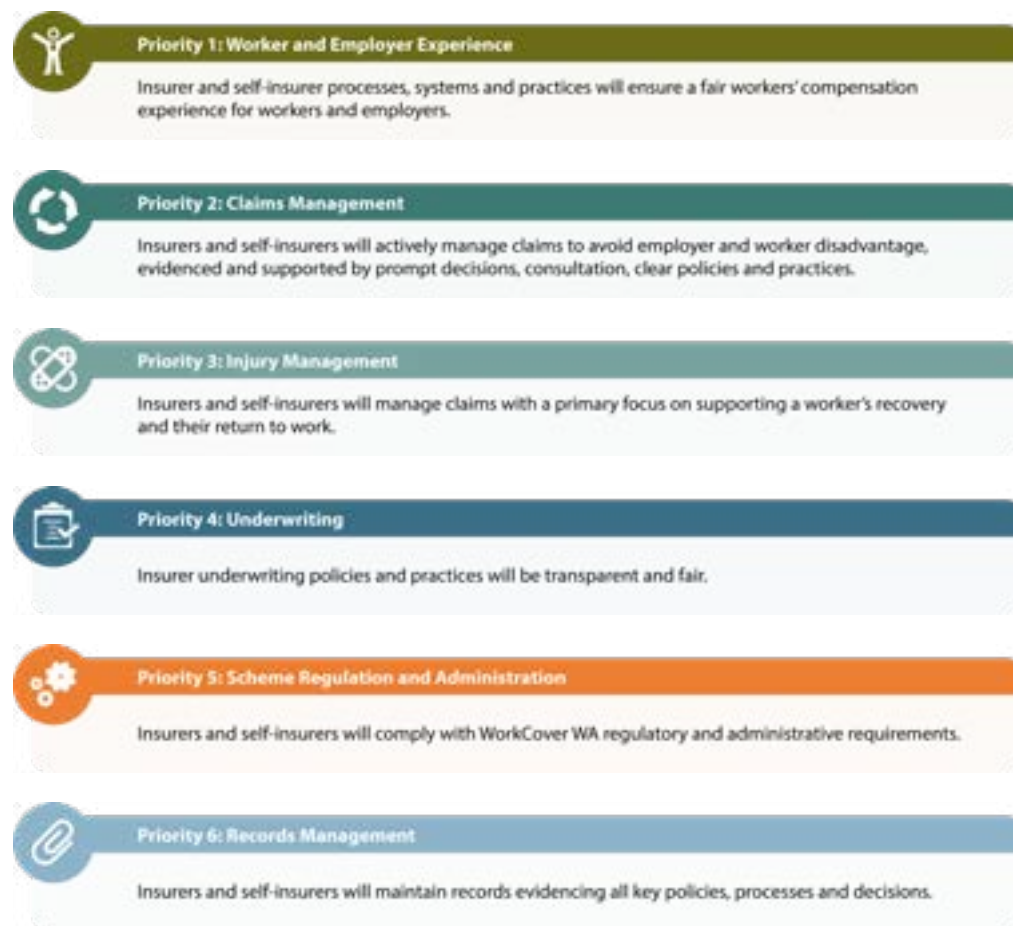 Priority 1: Worker and Employer Experience
Insurer and self-insurer processes, systems and practices will ensure a fair workers' compensation
experience for workers and employers.
Priority 2: Claims Management
Insurers and self-insurers will actively manage claims to avoid employer and worker disadvantage,
evidenced and supported by prompt decisions, consultation, clear policies and practices.
Priority 3: Injury Management
Insurers and self-insurers will manage claims with a primary focus on supporting a worker's recovery
and their return to work.
Priority 4: Underwriting
Insurer underwriting policies and practices will be transparent and fair.
Priority 5: Scheme Regulation and Administration
Insurers and self-insurers will comply with WorkCover WA regulatory and administrative requirements.
Priority 6: Records Management
Insurers and self-insurers will maintain records evidencing all key policies, processes and decisions.